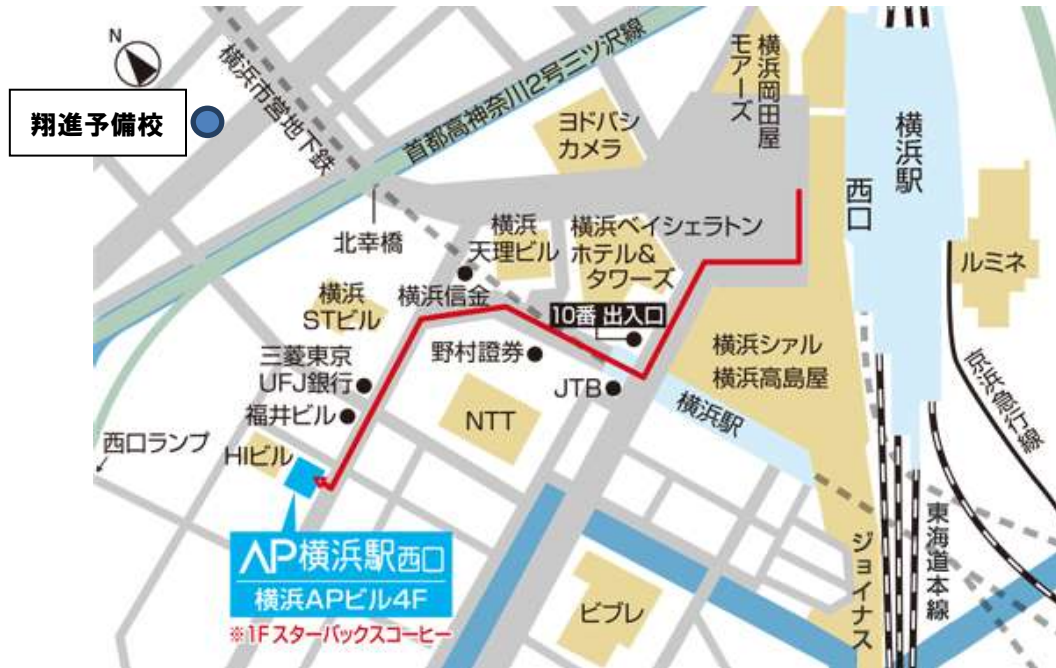 N
翔進予備校
横浜市営地下鉄
首都高神奈川2号三ツ沢線
ヨドバシ
カメラ
横浜岡田屋
モアーズ
横浜駅
西口
ルミネ
北幸橋
横浜
天理ビル
横浜ベイシェラトン
ホテル&
タワーズ
横浜
STビル
横浜信金
10番 出入口
三菱東京
UFJ銀行
野村證券
JTB
横浜シァル
横浜高島屋
京浜急行線
福井ビル
NTT
横浜駅
西口ランプ
HIビル
AP横浜駅西口
横浜APビル4F
※1Fスターバックスコーヒー
ビブレ
ジョイナス
東海道本線